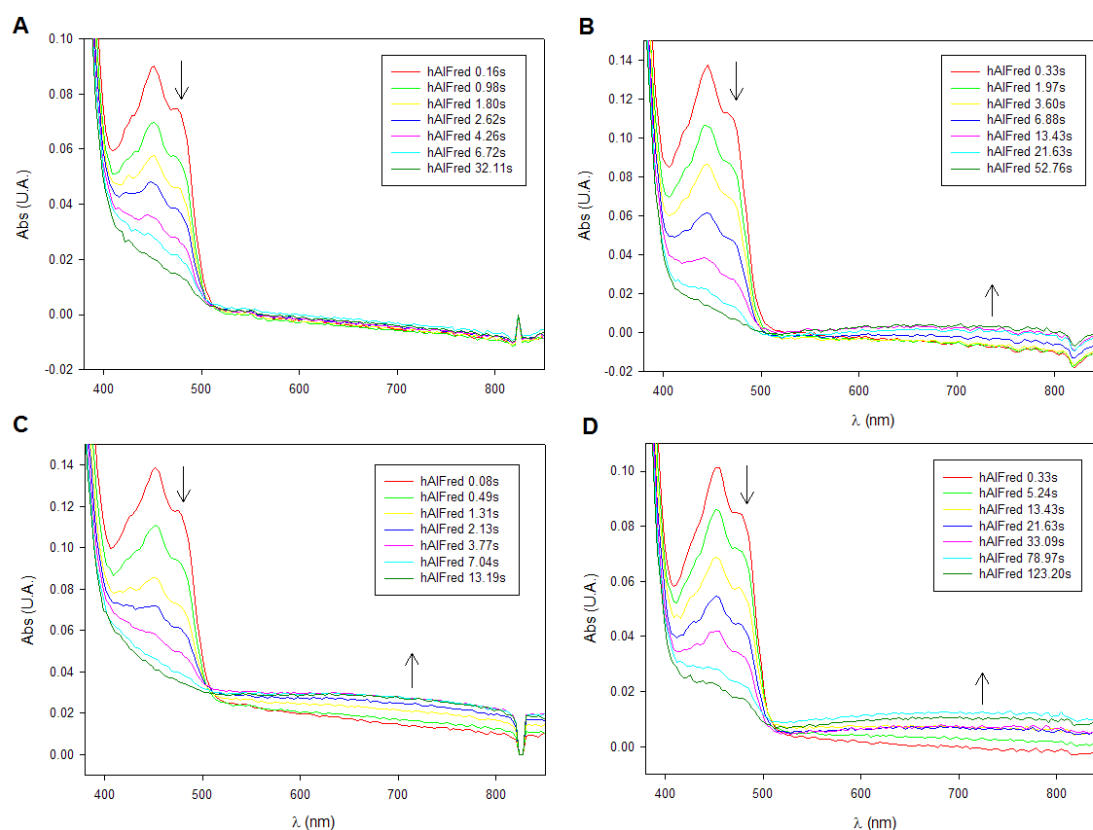 A
Abs (U.A.)
0.10
0.08
0.06
0.04
0.02
0.00
-0.02
400 500 600 700 800
hAIFred 0.16s
hAIFred 0.98s
hAIFred 1.80s
hAIFred 2.62s
hAIFred 4.26s
hAIFred 6.72s
hAIFred 32.11s
B
Abs (U.A.)
0.14
0.12
0.10
0.08
0.06
0.04
0.02
0.00
-0.02
400 500 600 700 800
λ (nm)
hAIFred 0.33s
hAIFred 1.97s
hAIFred 3.60s
hAIFred 6.88s
hAIFred 13.43s
hAIFred 21.63s
hAIFred 52.76s
C
Abs (U.A.)
0.14
0.12
0.10
0.08
0.06
0.04
0.02
0.00
400 500 600 700 800
λ (nm)
hAIFred 0.08s
hAIFred 0.49s
hAIFred 1.31s
hAIFred 2.13s
hAIFred 3.77s
hAIFred 7.04s
hAIFred 13.19s
D
Abs (U.A.)
0.10
0.08
0.06
0.04
0.02
0.00
400 500 600 700 800
λ (nm)
hAIFred 0.33s
hAIFred 5.24s
hAIFred 13.43s
hAIFred 21.63s
hAIFred 33.09s
hAIFred 78.97s
hAIFred 123.20s